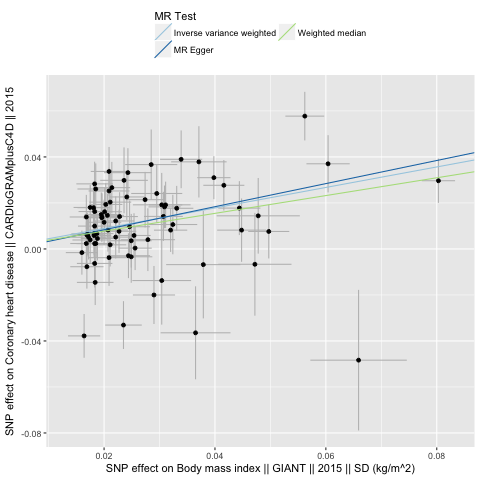 MR Test
Inverse variance weighted Weighted median
MR Egger
SNP effect on Coronary heart disease || CARDIoGRAMplusC4D || 2015
0.04
0.00
-0.04
-0.08
0.02 0.04 0.06 0.08
SNP effect on Body mass index || GIANT || 2015 || SD (kg/m^2)